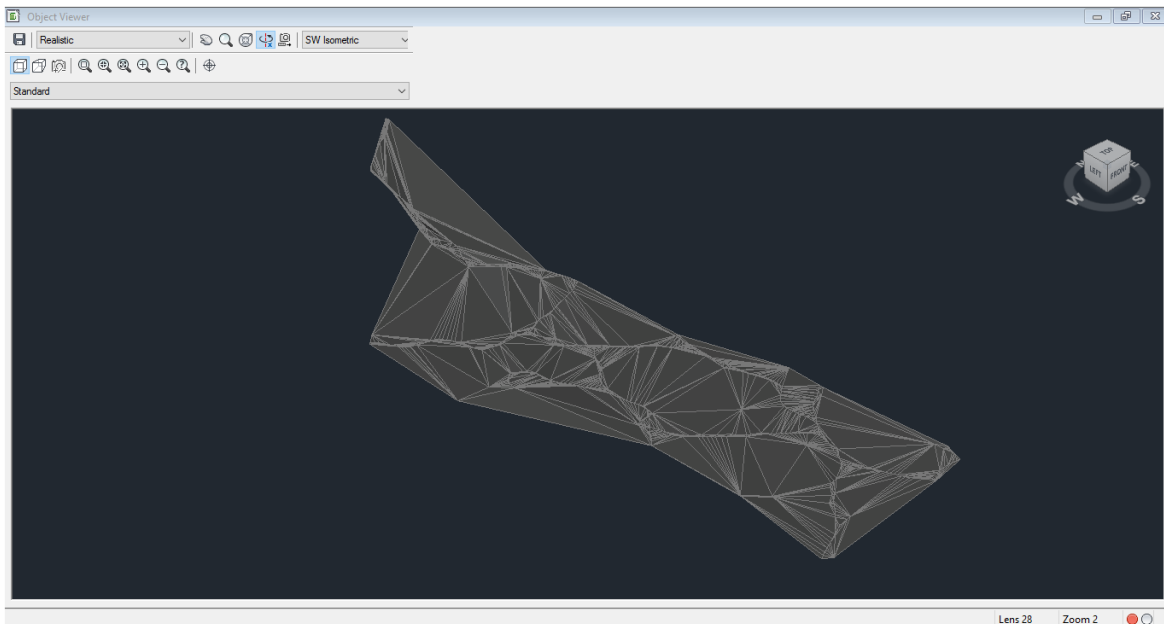 Object Viewer
Realistic SW Isometric
Standard
TOP
LEFT FRONT
W S
Lens 28 Zoom 2